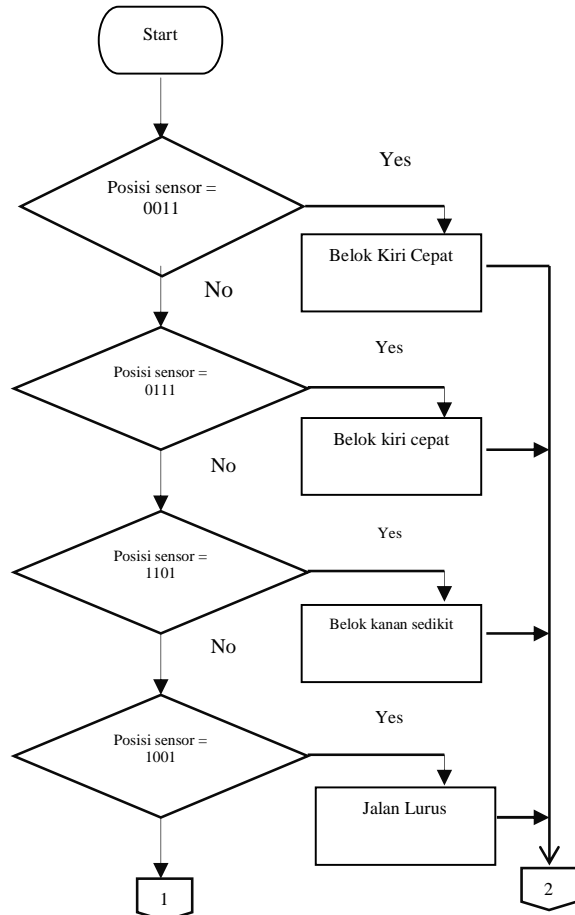 Start
Yes
Posisi sensor =
0011
Belok Kiri Cepat
No
Yes
Posisi sensor =
0111
Belok kiri cepat
No
Yes
Posisi sensor =
1101
Belok kanan sedikit
No
Yes
Posisi sensor =
1001
Jalan Lurus
1
2